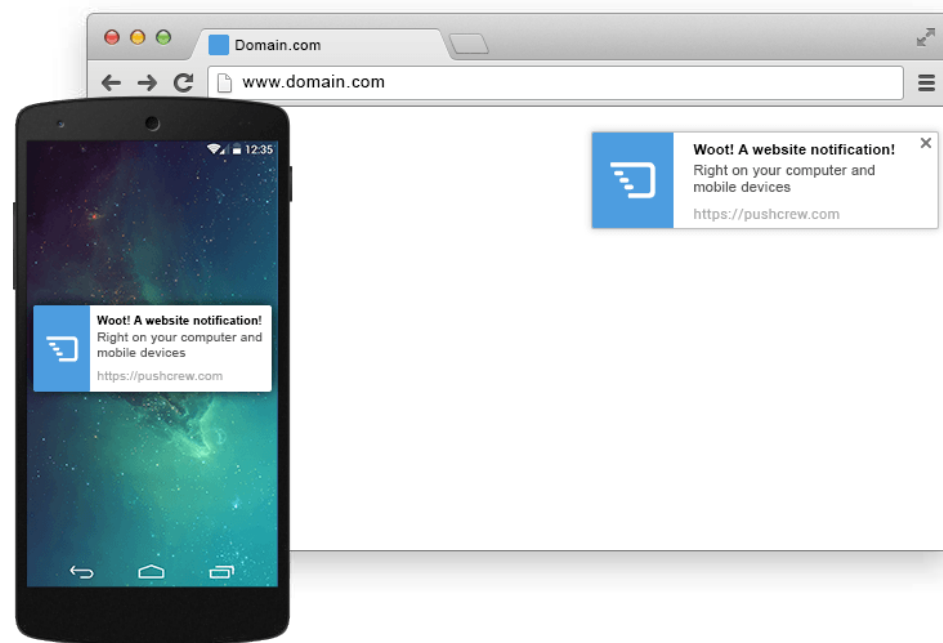 Domain.com
www.domain.com
Woot! A website notification!
Right on your computer and
mobile devices
https://pushcrew.com
12:35
Woot! A website notification!
Right on your computer and
mobile devices
https://pushcrew.com